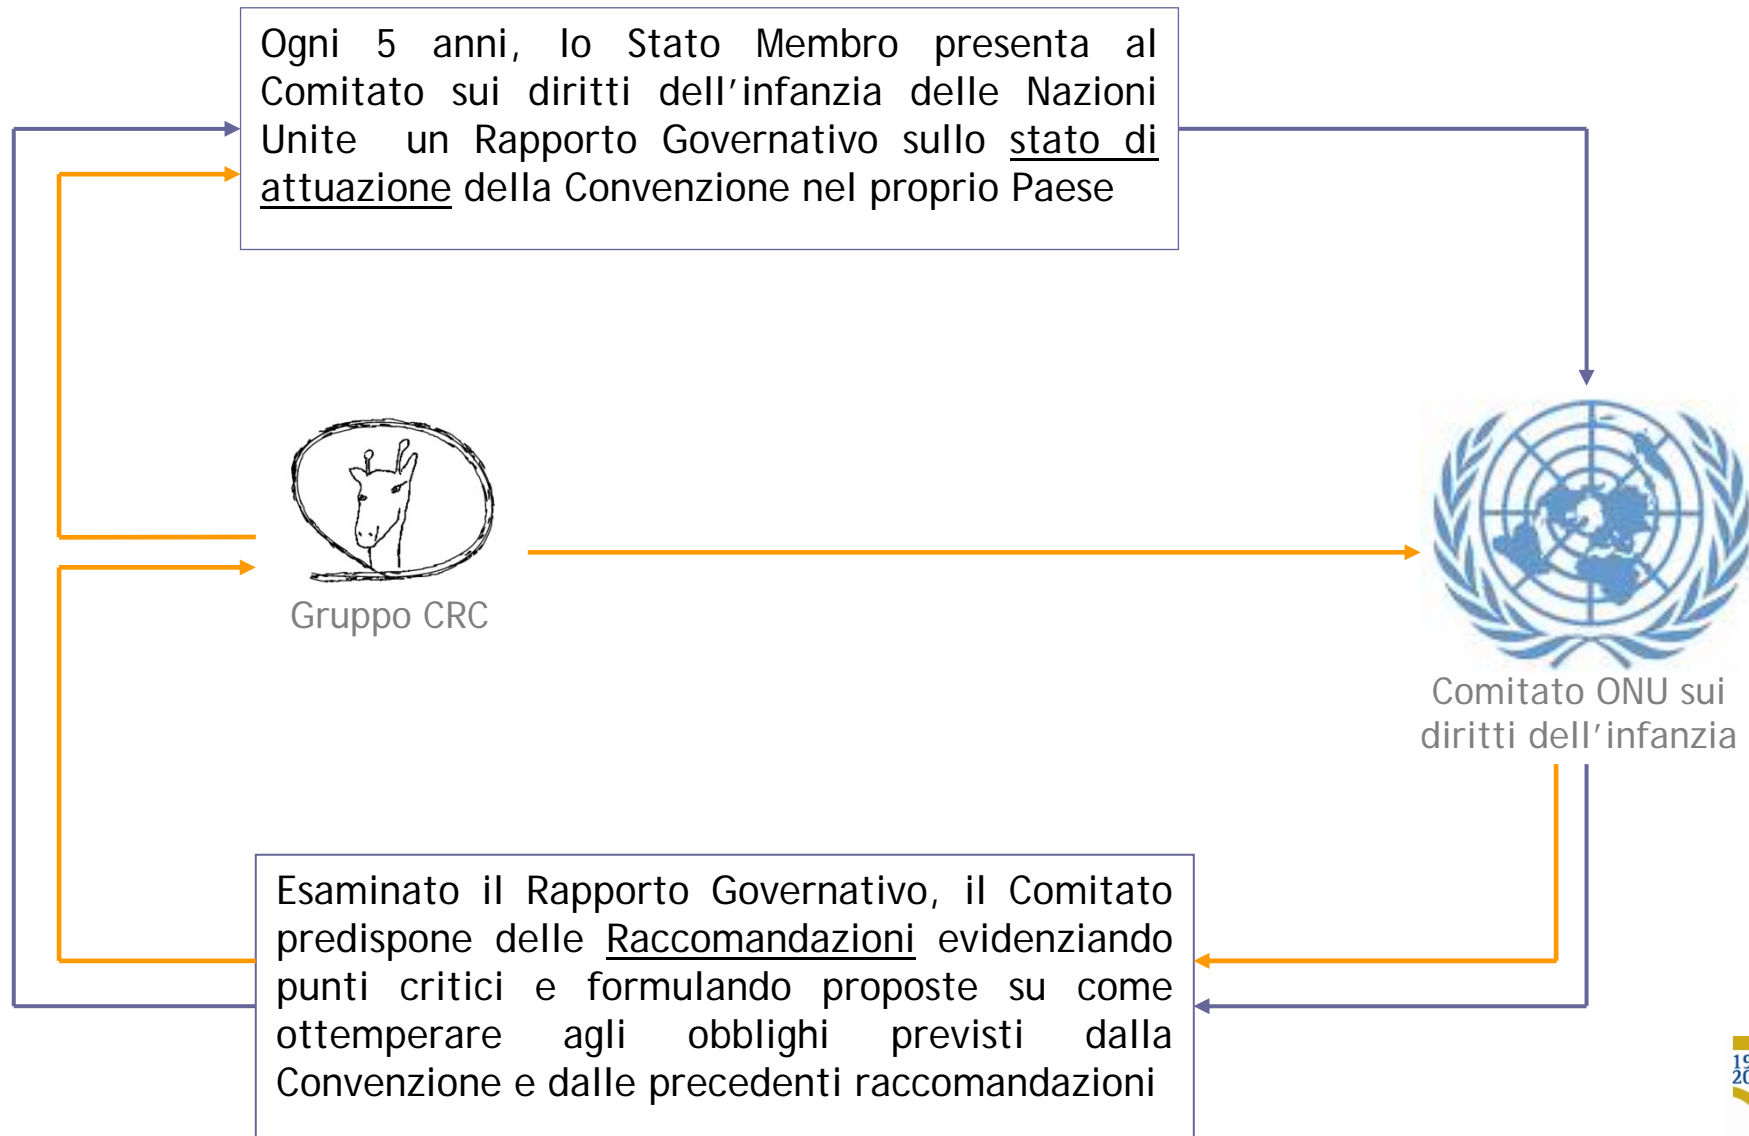 Ogni 5 anni, lo Stato Membro presenta al
Comitato sui diritti dell'infanzia delle Nazioni
Unite un Rapporto Governativo sullo stato di
attuazione della Convenzione nel proprio Paese
Gruppo CRC
Comitato ONU sui
diritti dell'infanzia
Esaminato il Rapporto Governativo, il Comitato
predispone delle Raccomandazioni evidenziando
punti critici e formulando proposte su come
ottemperare agli obblighi previsti dalla
Convenzione e dalle precedenti raccomandazioni